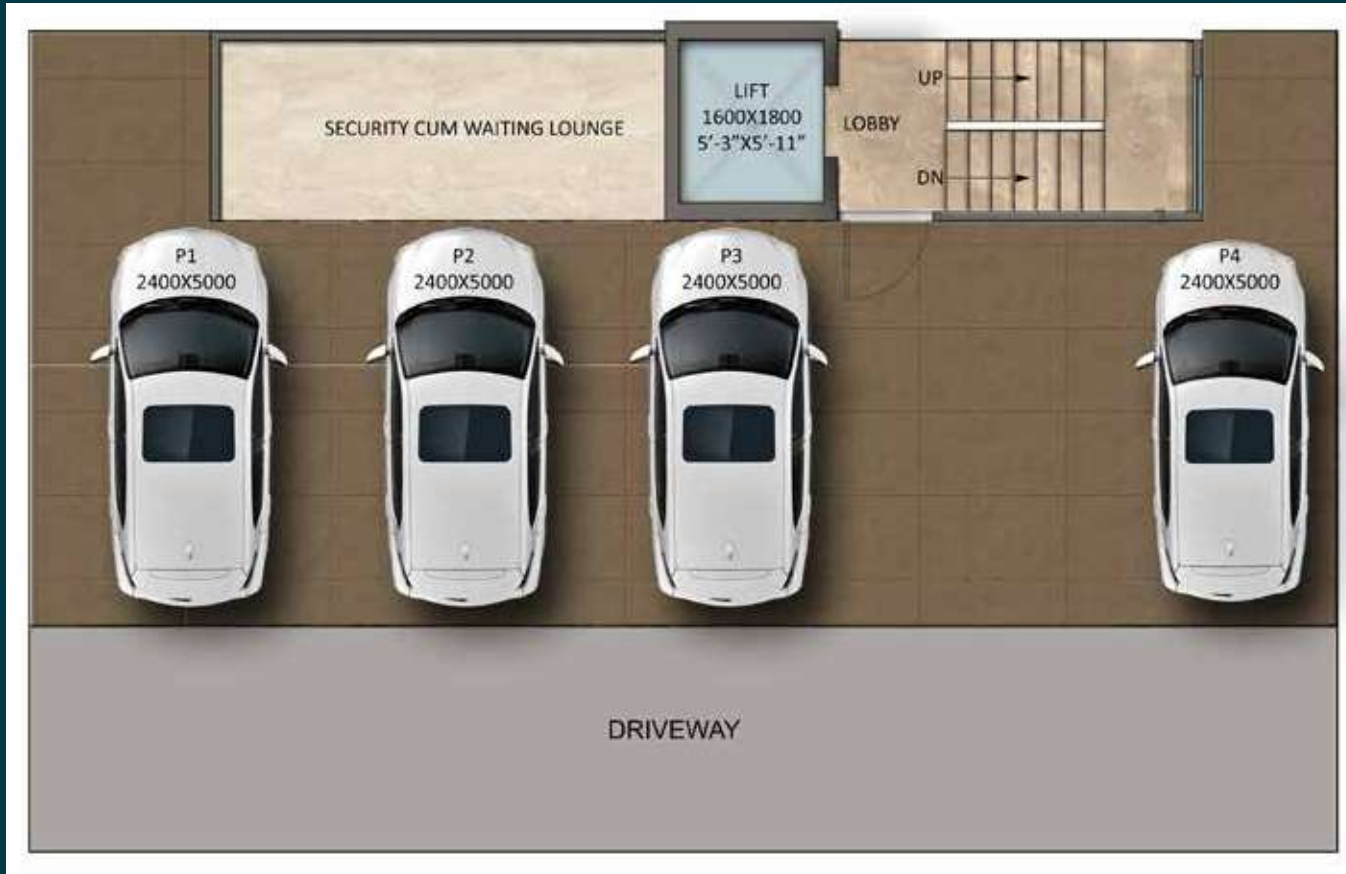 SECURITY CUM WAITING LOUNGE
LIFT
1600X1800
5'-3"X5'-11"
LOBBY
UP
DN
P1
2400X5000
P2
2400X5000
P3
2400X5000
P4
2400X5000
DRIVEWAY